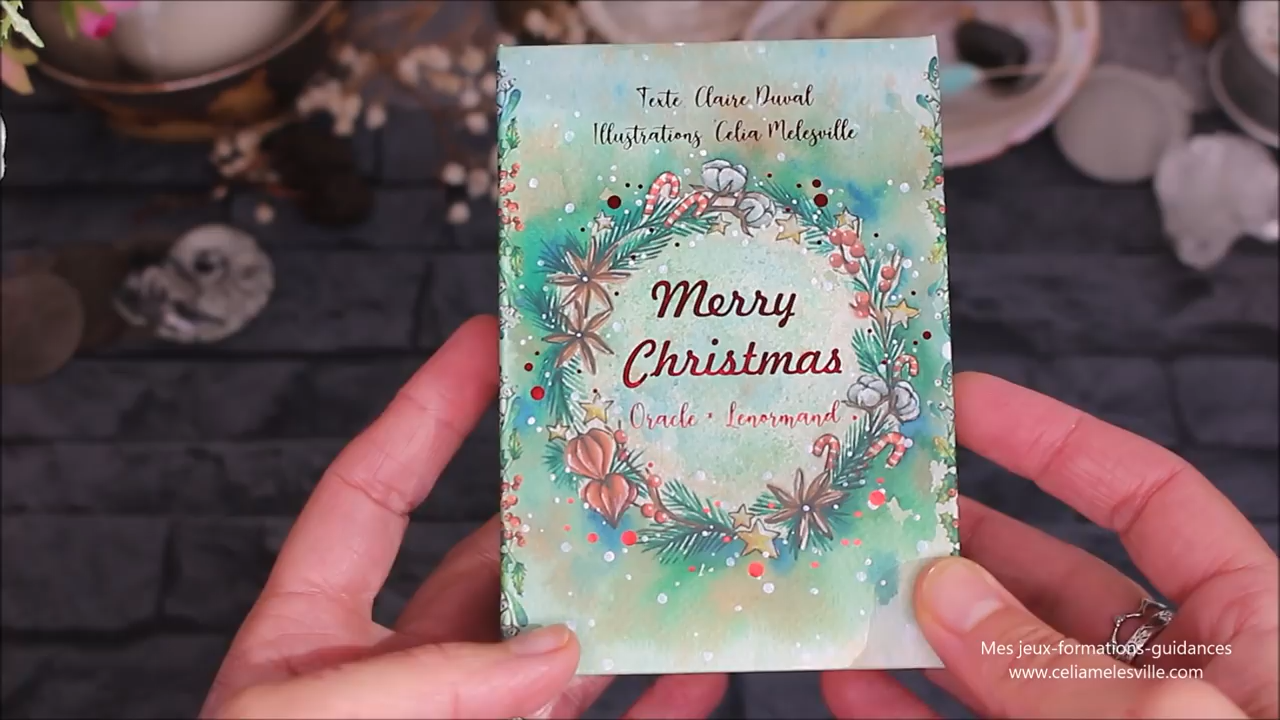 Texte Claire Duval
Illustrations Celia Melesville
Merry
Christmas
Oracle • Lenormand
Mes jeux-formations-guidances
www.celiamelesville.com